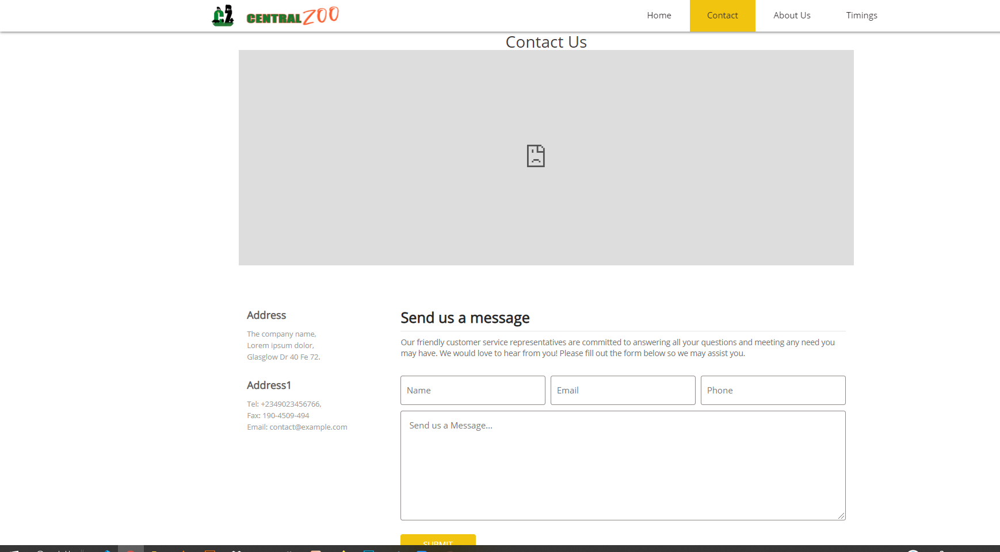 CZ CENTRAL ZOO
Home Contact About Us Timings
Contact Us
Address
The company name,
Lorem ipsum dolor,
Glasglow Dr 40 Fe 72.
Address1
Tel: +2349023456766,
Fax: 190-4509-494
Email: contact@example.com
Send us a message
Our friendly customer service representatives are committed to answering all your questions and meeting any need you
may have. We would love to hear from you! Please fill out the form below so we may assist you.
Name Email Phone
Send us a Message...
SUBMIT